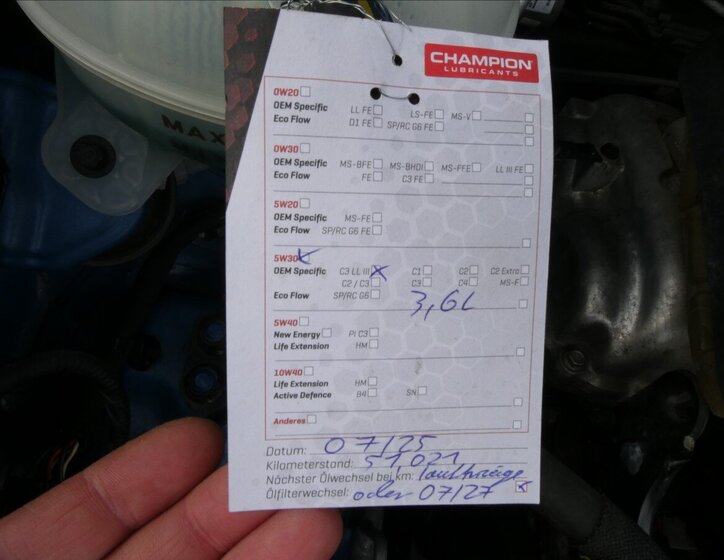 CHAMPION
LUBRICANTS
MAX
0W20
OEM Specific LL FE LS-FE MS-V
Eco Flow D1 FE SP/RC G6 FE
0W30
OEM Specific MS-BFE MS-BHDI MS-FFE LL III FE
Eco Flow FE C3 FE
5W20
OEM Specific MS-FE
Eco Flow SP/RC G6 FE
5W30
OEM Specific C3 LL III C1 C2 C2 Extra
C2 / C3 C3 C4 MS-F
Eco Flow SP/RC G6
3,6L
5W40
New Energy PI C3
Life Extension HM
10W40
Life Extension HM
Active Defence B4 SN
Anderes
Datum: 07/25
Kilometerstand: 51,021
Nächster Ölwechsel bei km:
Ölfilterwechsel: oder 07/27